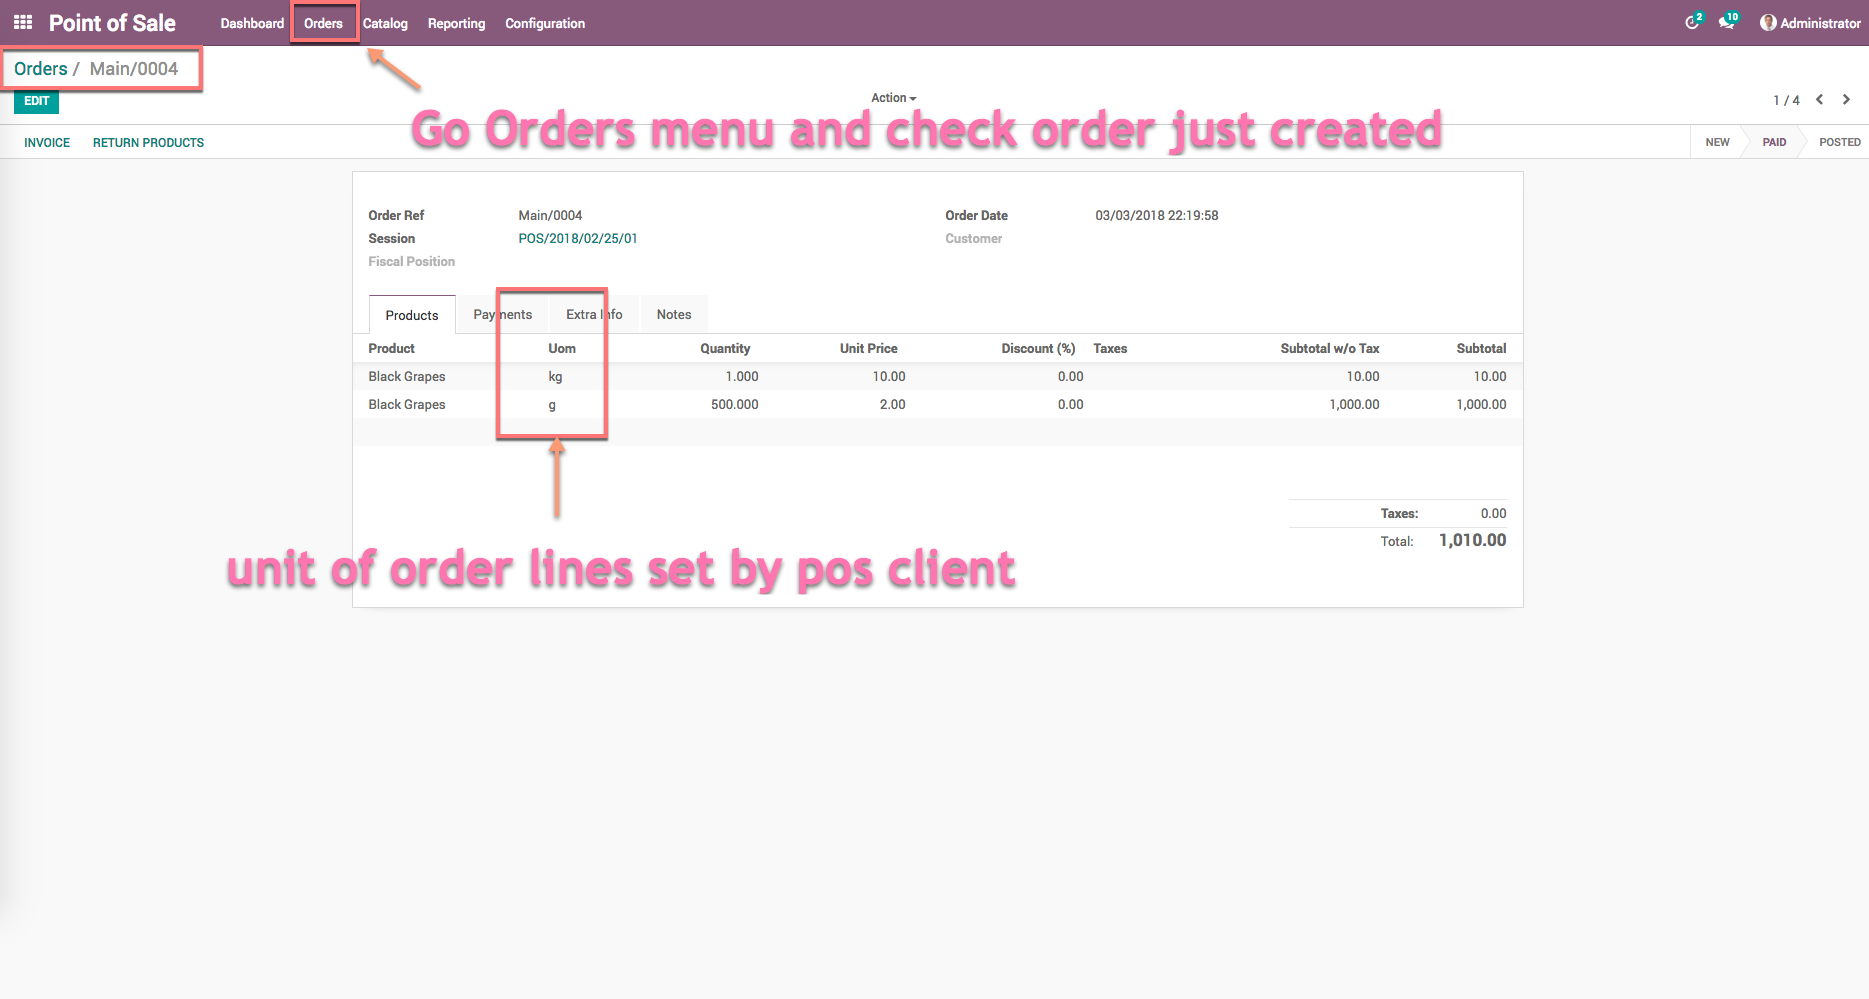 Point of Sale Dashboard Orders Catalog Reporting Configuration 2 10 Administrator
Orders / Main/0004
EDIT Action 1 / 4
Go Orders menu and check order just created
INVOICE RETURN PRODUCTS NEW PAID POSTED
Order Ref Main/0004 Order Date 03/03/2018 22:19:58
Session POS/2018/02/25/01 Customer
Fiscal Position
Products Payments Extra Info Notes
Product Uom Quantity Unit Price Discount (%) Taxes Subtotal w/o Tax Subtotal
Black Grapes kg 1.000 10.00 0.00 10.00 10.00
Black Grapes g 500.000 2.00 0.00 1,000.00 1,000.00
Taxes: 0.00
Total: 1,010.00
unit of order lines set by pos client